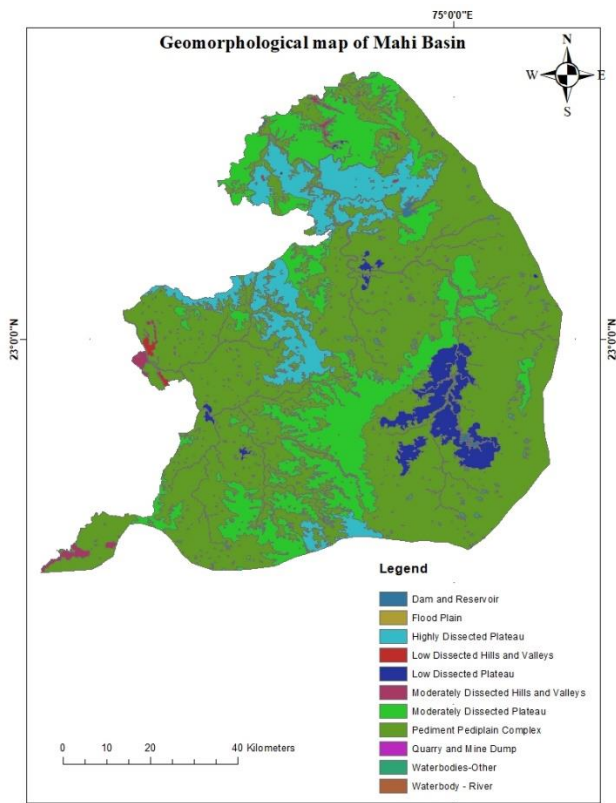 75°0'0"E
Geomorphological map of Mahi Basin
N
W E
S
23°0'0"N 23°0'0"N
Legend
Dam and Reservoir
Flood Plain
Highly Dissected Plateau
Low Dissected Hills and Valleys
Low Dissected Plateau
Moderately Dissected Hills and Valleys
Moderately Dissected Plateau
Pediment Pediplain Complex
Quarry and Mine Dump
Waterbodies-Other
Waterbody - River
0 10 20 40 Kilometers